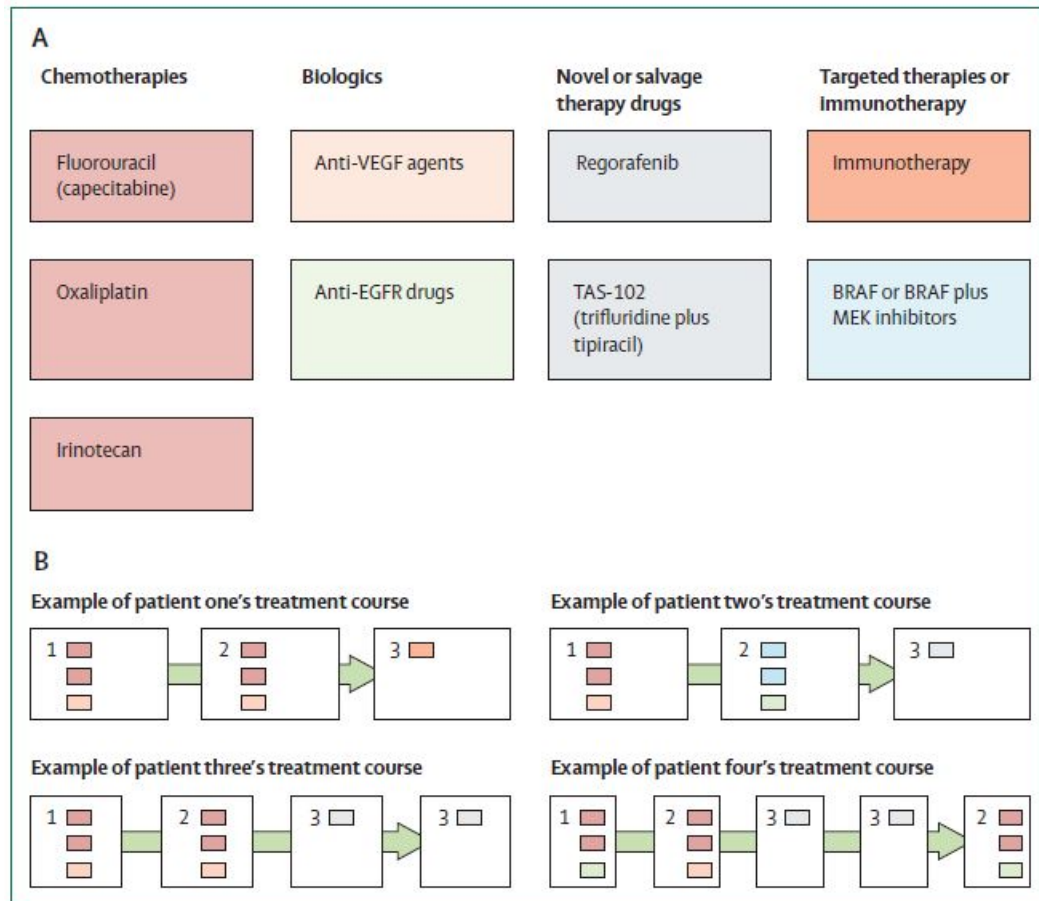 A
Chemotherapies
Biologics
Novel or salvage
therapy drugs
Targeted therapies or
immunotherapy
Fluorouracil
(capecitabine)
Anti-VEGF agents
Regorafenib
Immunotherapy
Oxaliplatin
Anti-EGFR drugs
TAS-102
(trifluridine plus
tipiracil)
BRAF or BRAF plus
MEK inhibitors
Irinotecan
B
Example of patient one's treatment course
1
2
3
Example of patient two's treatment course
1
2
3
Example of patient three's treatment course
1
2
3
3
Example of patient four's treatment course
1
2
3
3
2